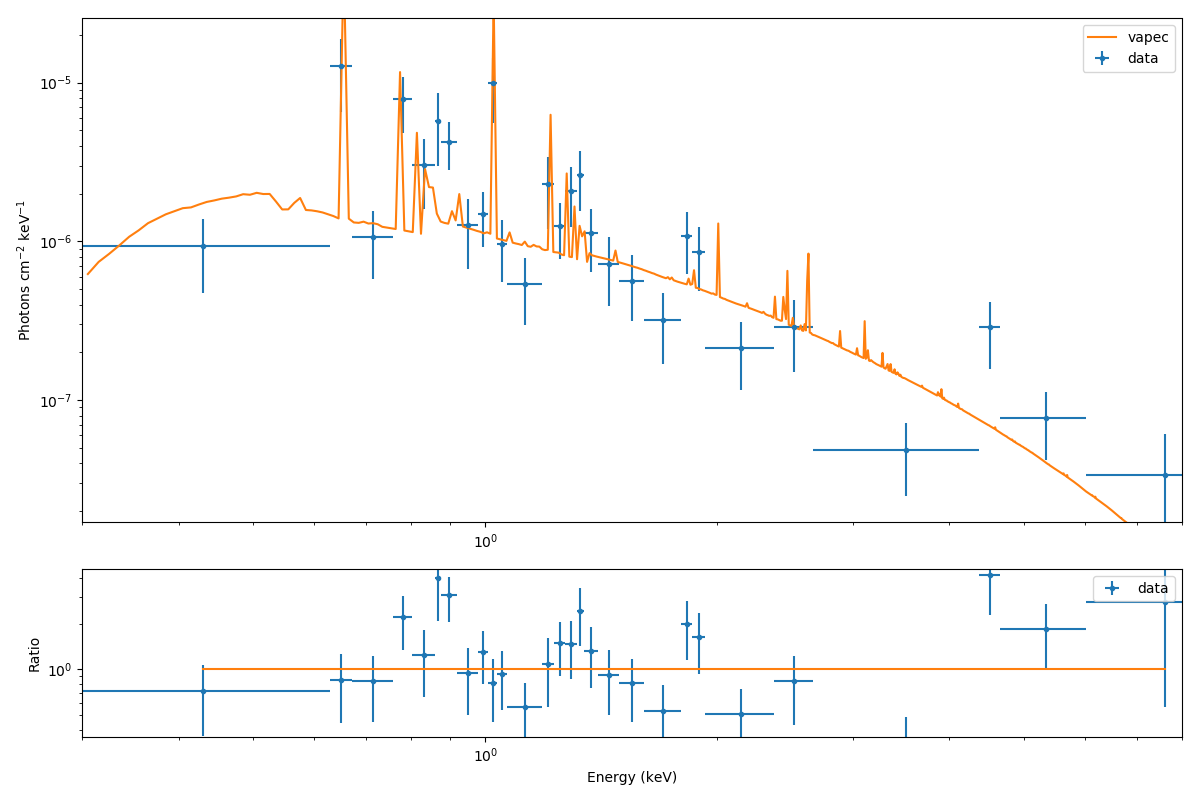 vapec
data
10⁻⁵
10⁻⁶
10⁻⁷
Photons cm⁻² keV⁻¹
10⁰
data
10⁰
Ratio
10⁰
Energy (keV)